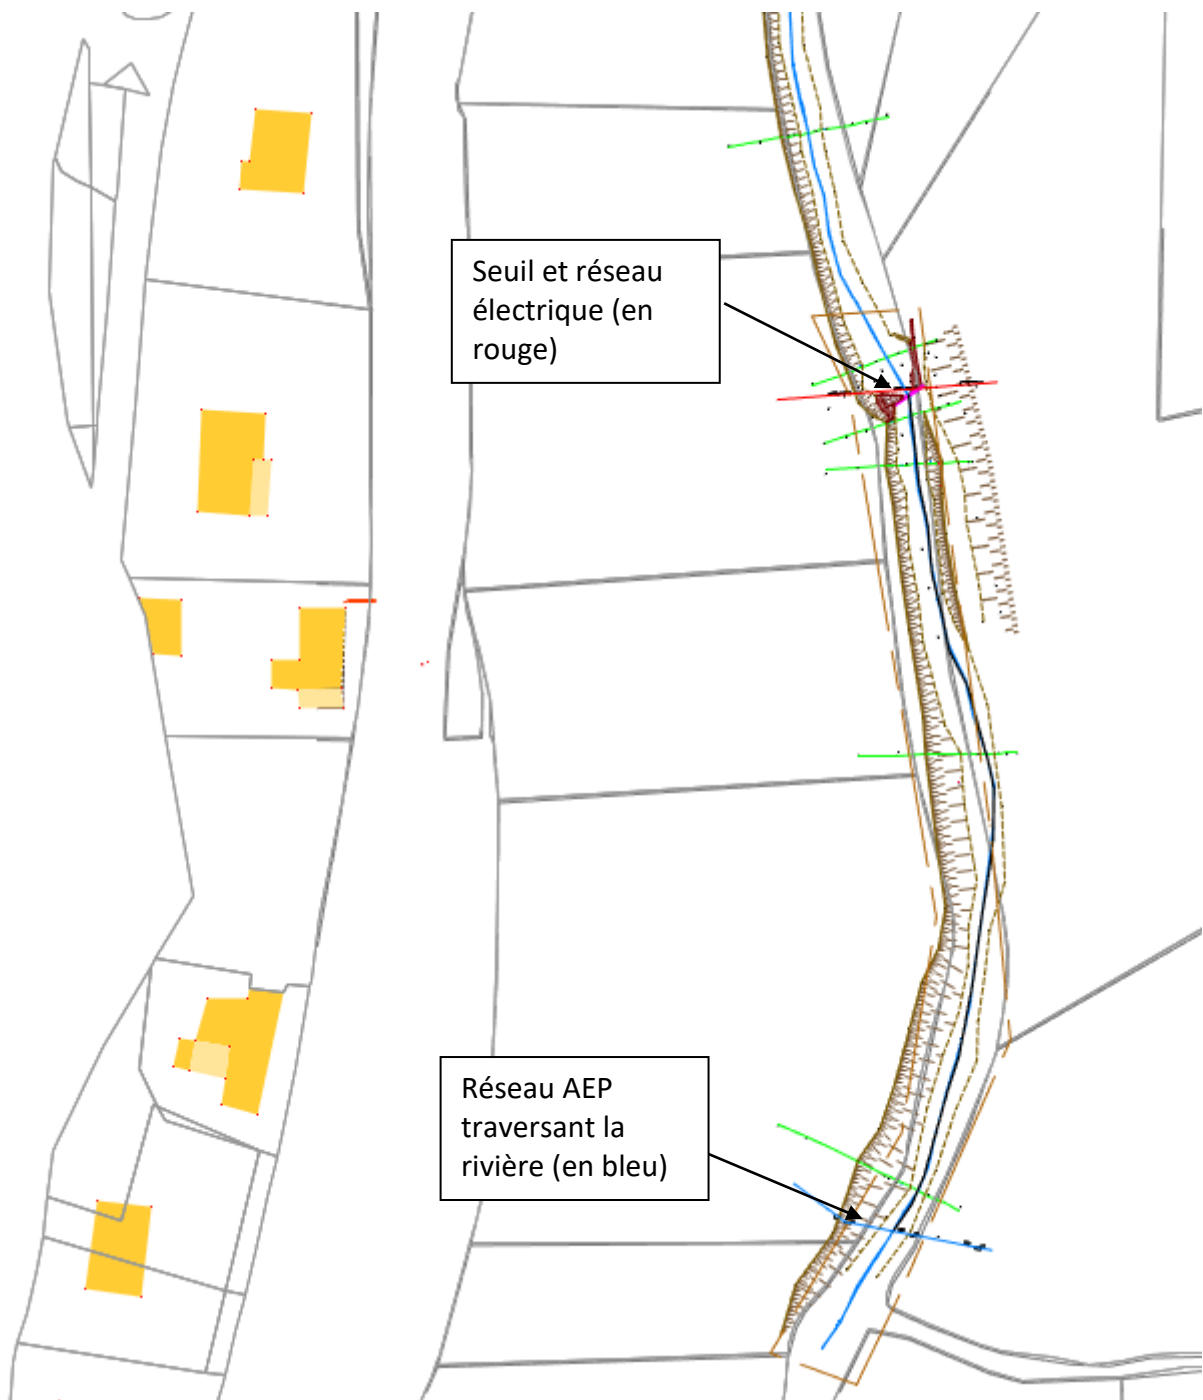 Seuil et réseau
électrique (en
rouge)
Réseau AEP
traversant la
rivière (en bleu)